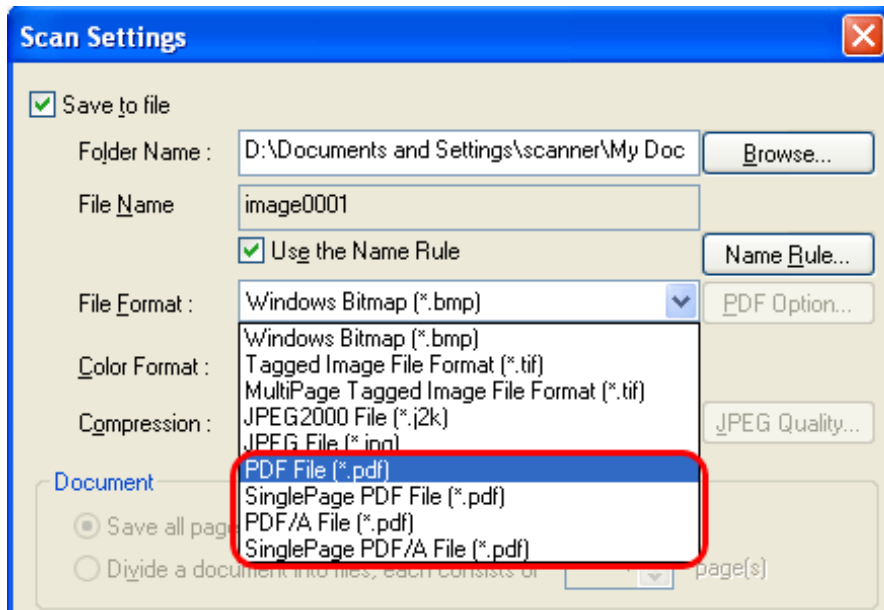 Scan Settings
Save to file
Folder Name : D:\Documents and Settings\scanner\My Doc Browse...
File Name image0001
Use the Name Rule Name Rule...
File Format : Windows Bitmap (*.bmp) PDF Option...
Windows Bitmap (*.bmp)
Color Format : Tagged Image File Format (*.tif)
MultiPage Tagged Image File Format (*.tif)
Compression : JPEG2000 File (*.j2k) JPEG Quality...
JPEG File (*.jpg)
PDF File (*.pdf)
Document
SinglePage PDF File (*.pdf)
Save all pag PDF/A File (*.pdf)
SinglePage PDF/A File (*.pdf)
Divide a document into files, each consists of page(s)